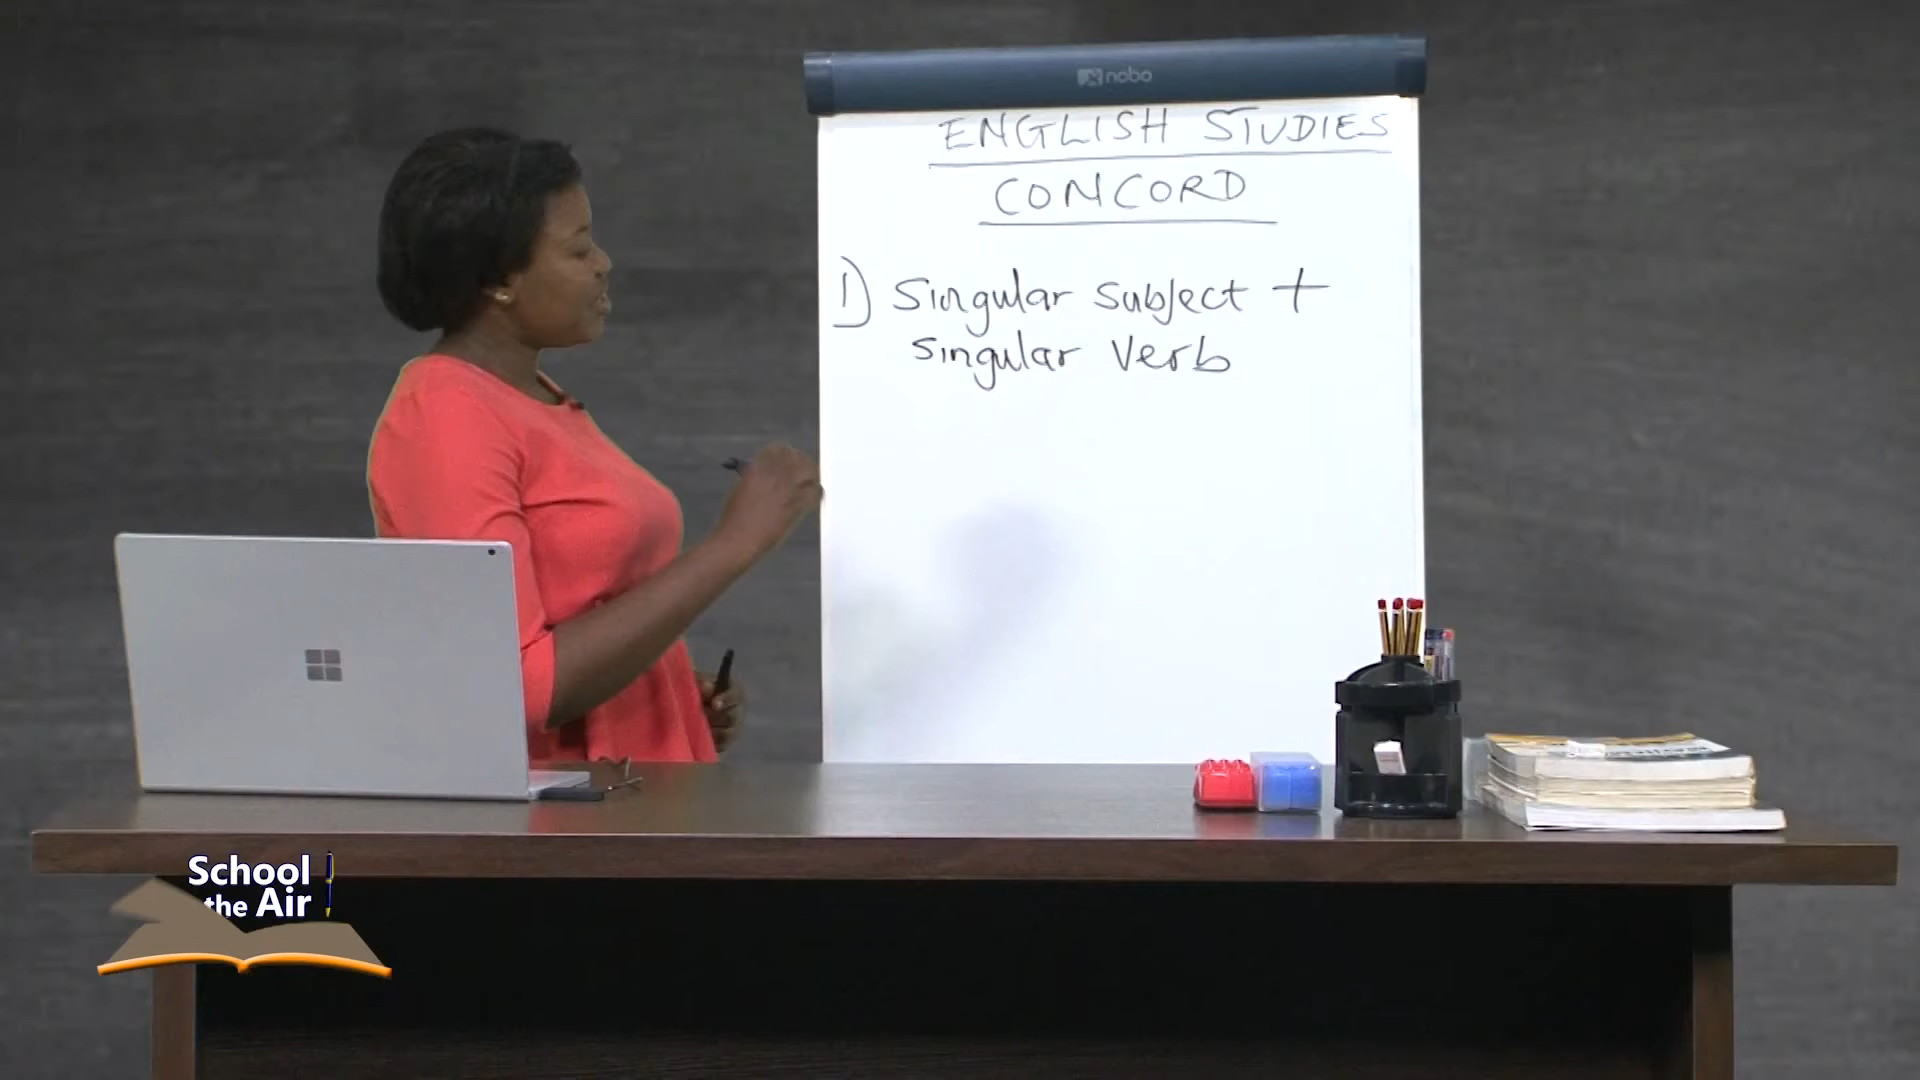 nobo
ENGLISH STUDIES
CONCORD
1) Singular subject +
singular verb
School
the Air